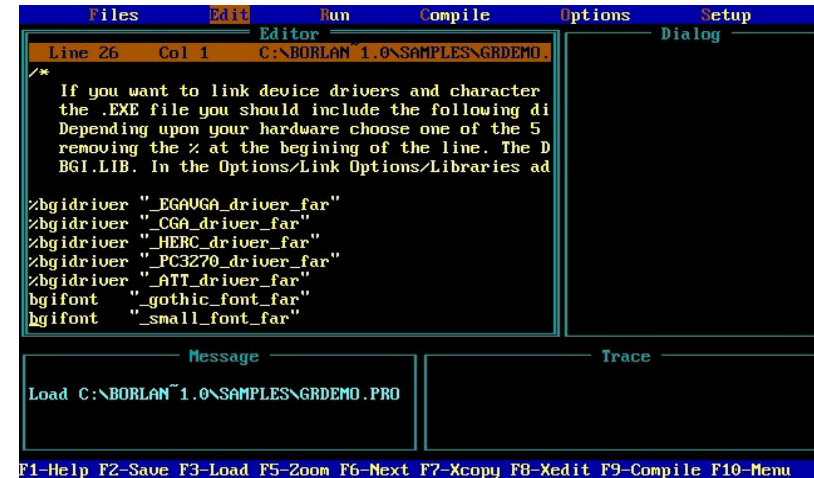 Files Edit Run Compile Options Setup
Editor
Line 26 Col 1 C:\BORLAN~1.0\SAMPLES\GRDEMO.
/*
If you want to link device drivers and character
the .EXE file you should include the following di
Depending upon your hardware choose one of the 5
removing the % at the begining of the line. The D
BGI.LIB. In the Options/Link Options/Libraries ad
%bgidriver "_EGAVGA_driver_far"
%bgidriver "_CGA_driver_far"
%bgidriver "_HERC_driver_far"
%bgidriver "_PC3270_driver_far"
%bgidriver "_ATT_driver_far"
bgifont "_gothic_font_far"
bgifont "_small_font_far"
Dialog
Message
Load C:\BORLAN~1.0\SAMPLES\GRDEMO.PRO
Trace
F1-Help F2-Save F3-Load F5-Zoom F6-Next F7-Xcopy F8-Xedit F9-Compile F10-Menu